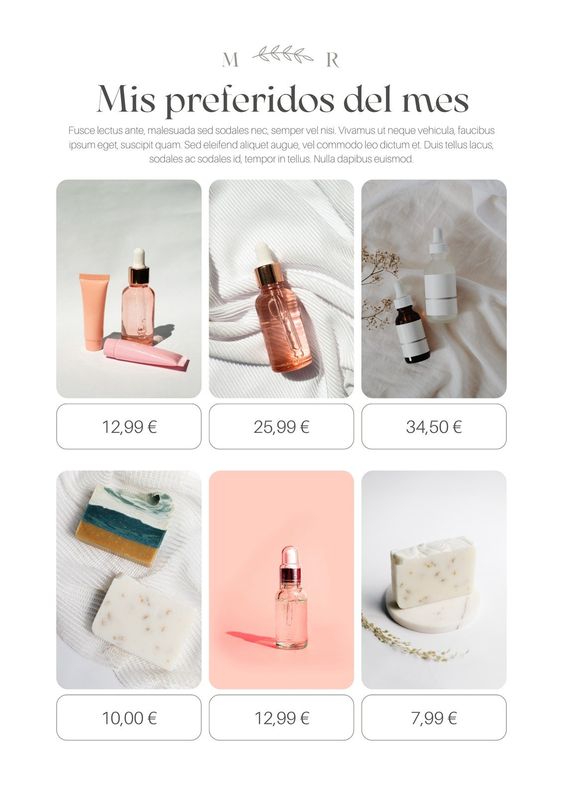 M R
Mis preferidos del mes
Fusce lectus ante, malesuada sed sodales nec, semper vel nisi. Vivamus ut neque vehicula, faucibus
ipsum eget, suscipit quam. Sed eleifend aliquet augue, vel commodo leo dictum et. Duis tellus lacus,
sodales ac sodales id, tempor in tellus. Nulla dapibus euismod.
12,99 €
25,99 €
34,50 €
10,00 €
12,99 €
7,99 €